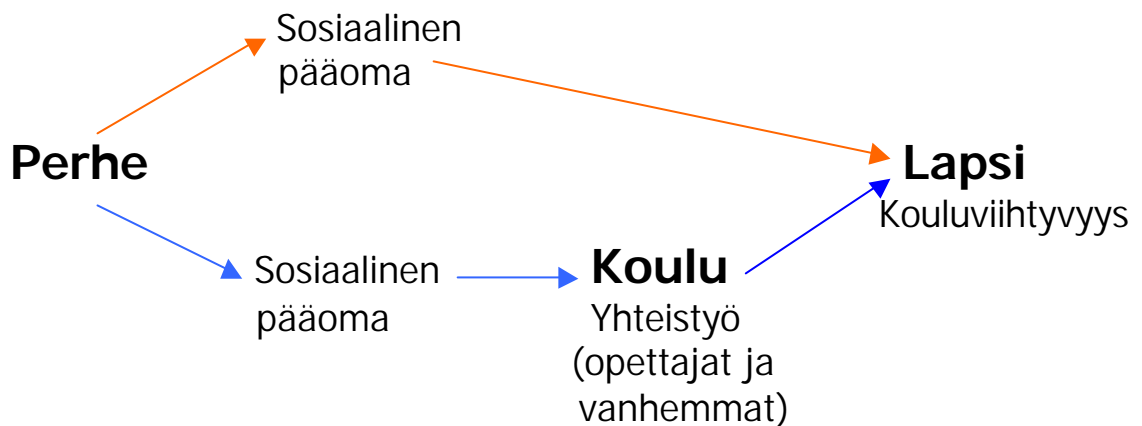 Sosiaalinen
pääoma
Perhe
Lapsi
Kouluviihtyvyys
Sosiaalinen
pääoma
Koulu
Yhteistyö
(opettajat ja
vanhemmat)